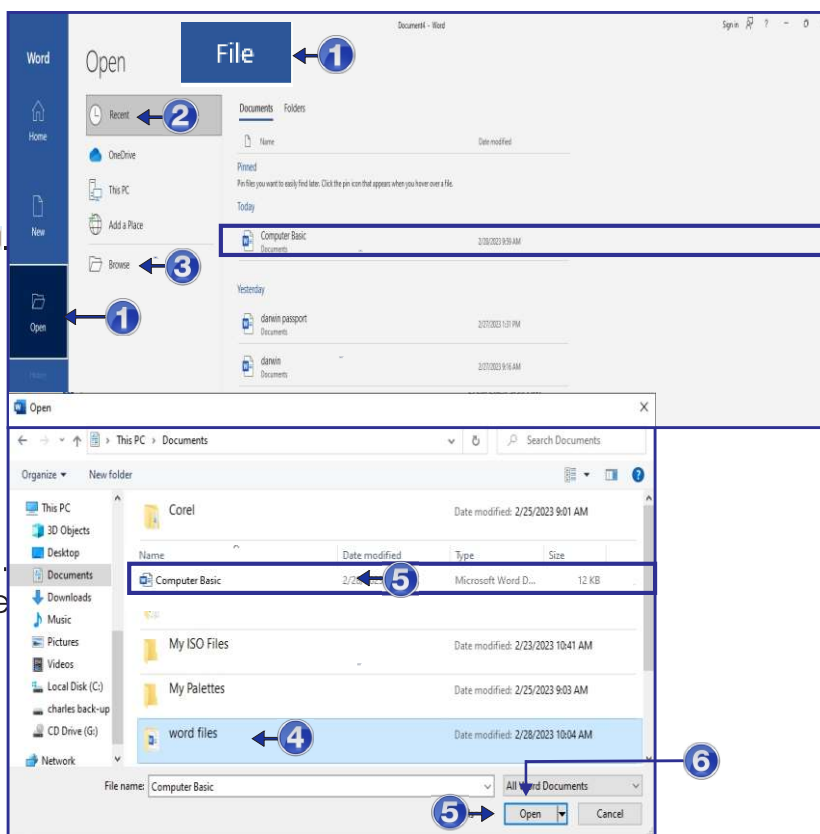 Document4 - Word
Sign in ? -
Word
Open
File
1
Home
Recent
2
Documents Folders
Name Date modified
OneDrive
Pinned
Pin files you want to easily find later. Click the pin icon that appears when you hover over a file.
This PC
Today
New
Add a Place
Computer Basic 2/28/2023 9:59 AM
Documents
Browse
3
Yesterday
Open
1
darwin passport 2/27/2023 1:31 PM
Documents
darwin 2/27/2023 9:16 AM
Documents
Open X
This PC > Documents
Search Documents
Organize New folder
This PC
3D Objects
Desktop
Documents
Downloads
Music
Pictures
Videos
Local Disk (C:)
charles back-up
CD Drive (G:)
Network
Corel Date modified: 2/25/2023 9:01 AM
Name Date modified Type Size
Computer Basic 5 Microsoft Word D... 12 KB
My ISO Files Date modified: 2/23/2023 10:41 AM
My Palettes Date modified: 2/25/2023 9:03 AM
word files 4 Date modified: 2/28/2023 10:04 AM
6
File name: Computer Basic All Word Documents
5
Open Cancel